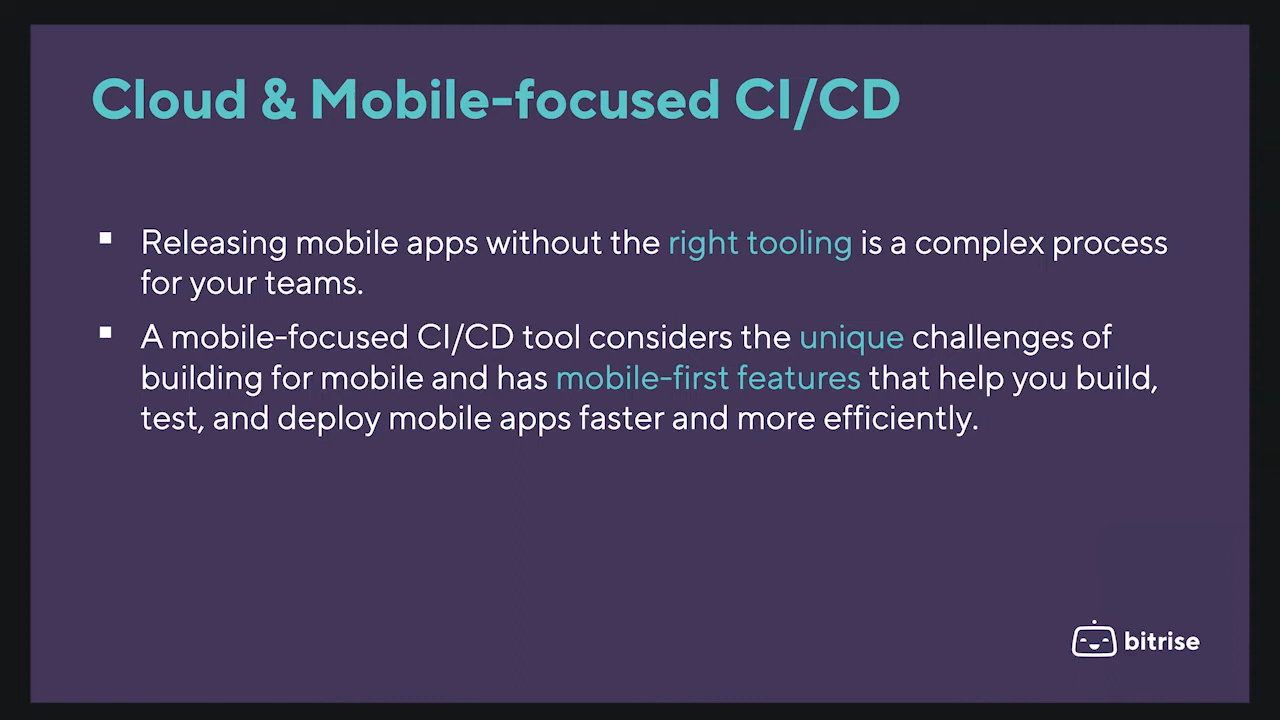 Cloud & Mobile-focused CI/CD
▪ Releasing mobile apps without the right tooling is a complex process
for your teams.
▪ A mobile-focused CI/CD tool considers the unique challenges of
building for mobile and has mobile-first features that help you build,
test, and deploy mobile apps faster and more efficiently.
bitrise